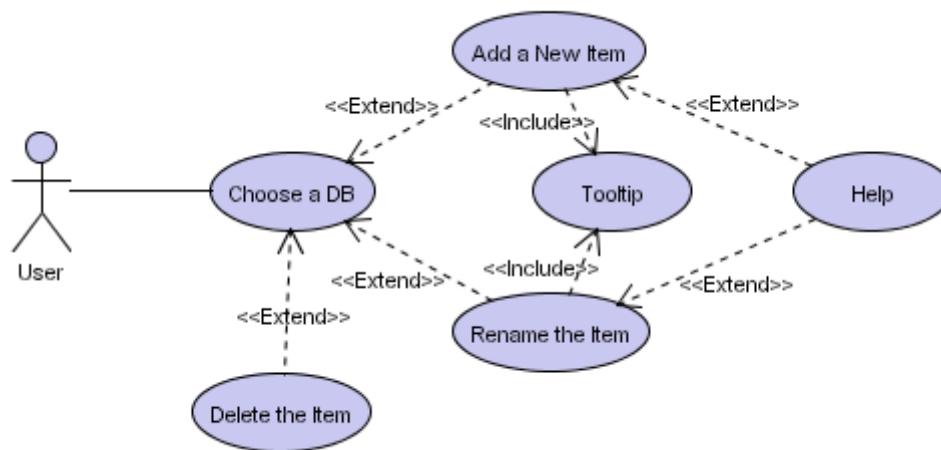 Add a New Item
<<Extend>>
<<Extend>>
<<Include>>
Choose a DB
Tooltip
Help
User
<<Extend>>
<<Include>>
<<Extend>>
<<Extend>>
Rename the Item
Delete the Item